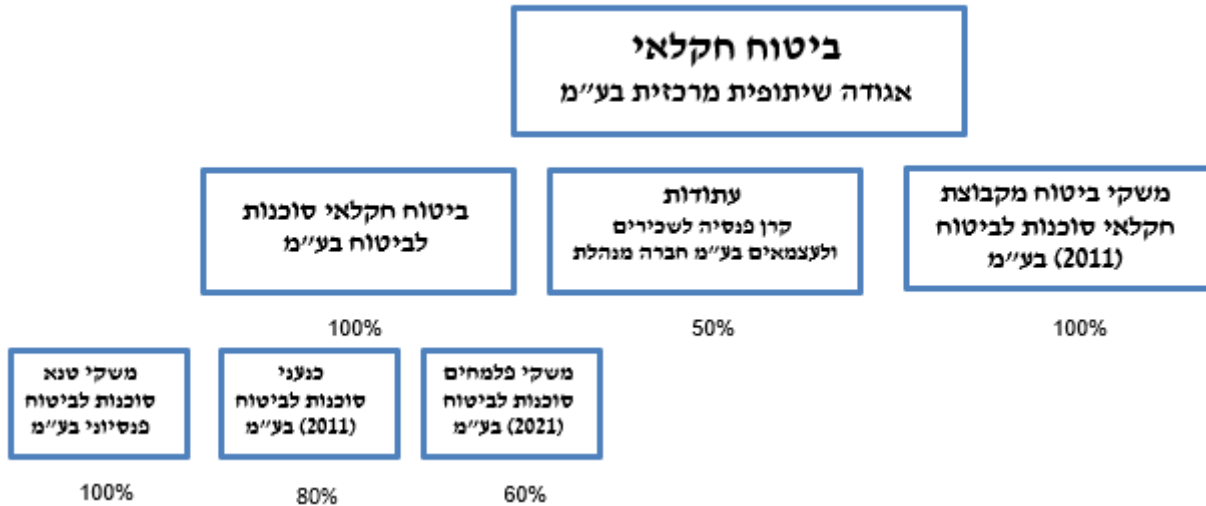 ביטוח חקלאי
אגודה שיתופית מרכזית בע״מ
משקי ביטוח מקבוצת
חקלאי סוכנות לביטוח
(2011) בע״מ
100%
עתודות
קרן פנסיה לשכירים
ולעצמאים בע״מ חברה מנהלת
50%
ביטוח חקלאי סוכנות
לביטוח בע״מ
100%
משקי פלמחים
סוכנות לביטוח
(2021) בע״מ
60%
כנעני
סוכנות לביטוח
(2011) בע״מ
80%
משקי טנא
סוכנות לביטוח
פנסיוני בע״מ
100%